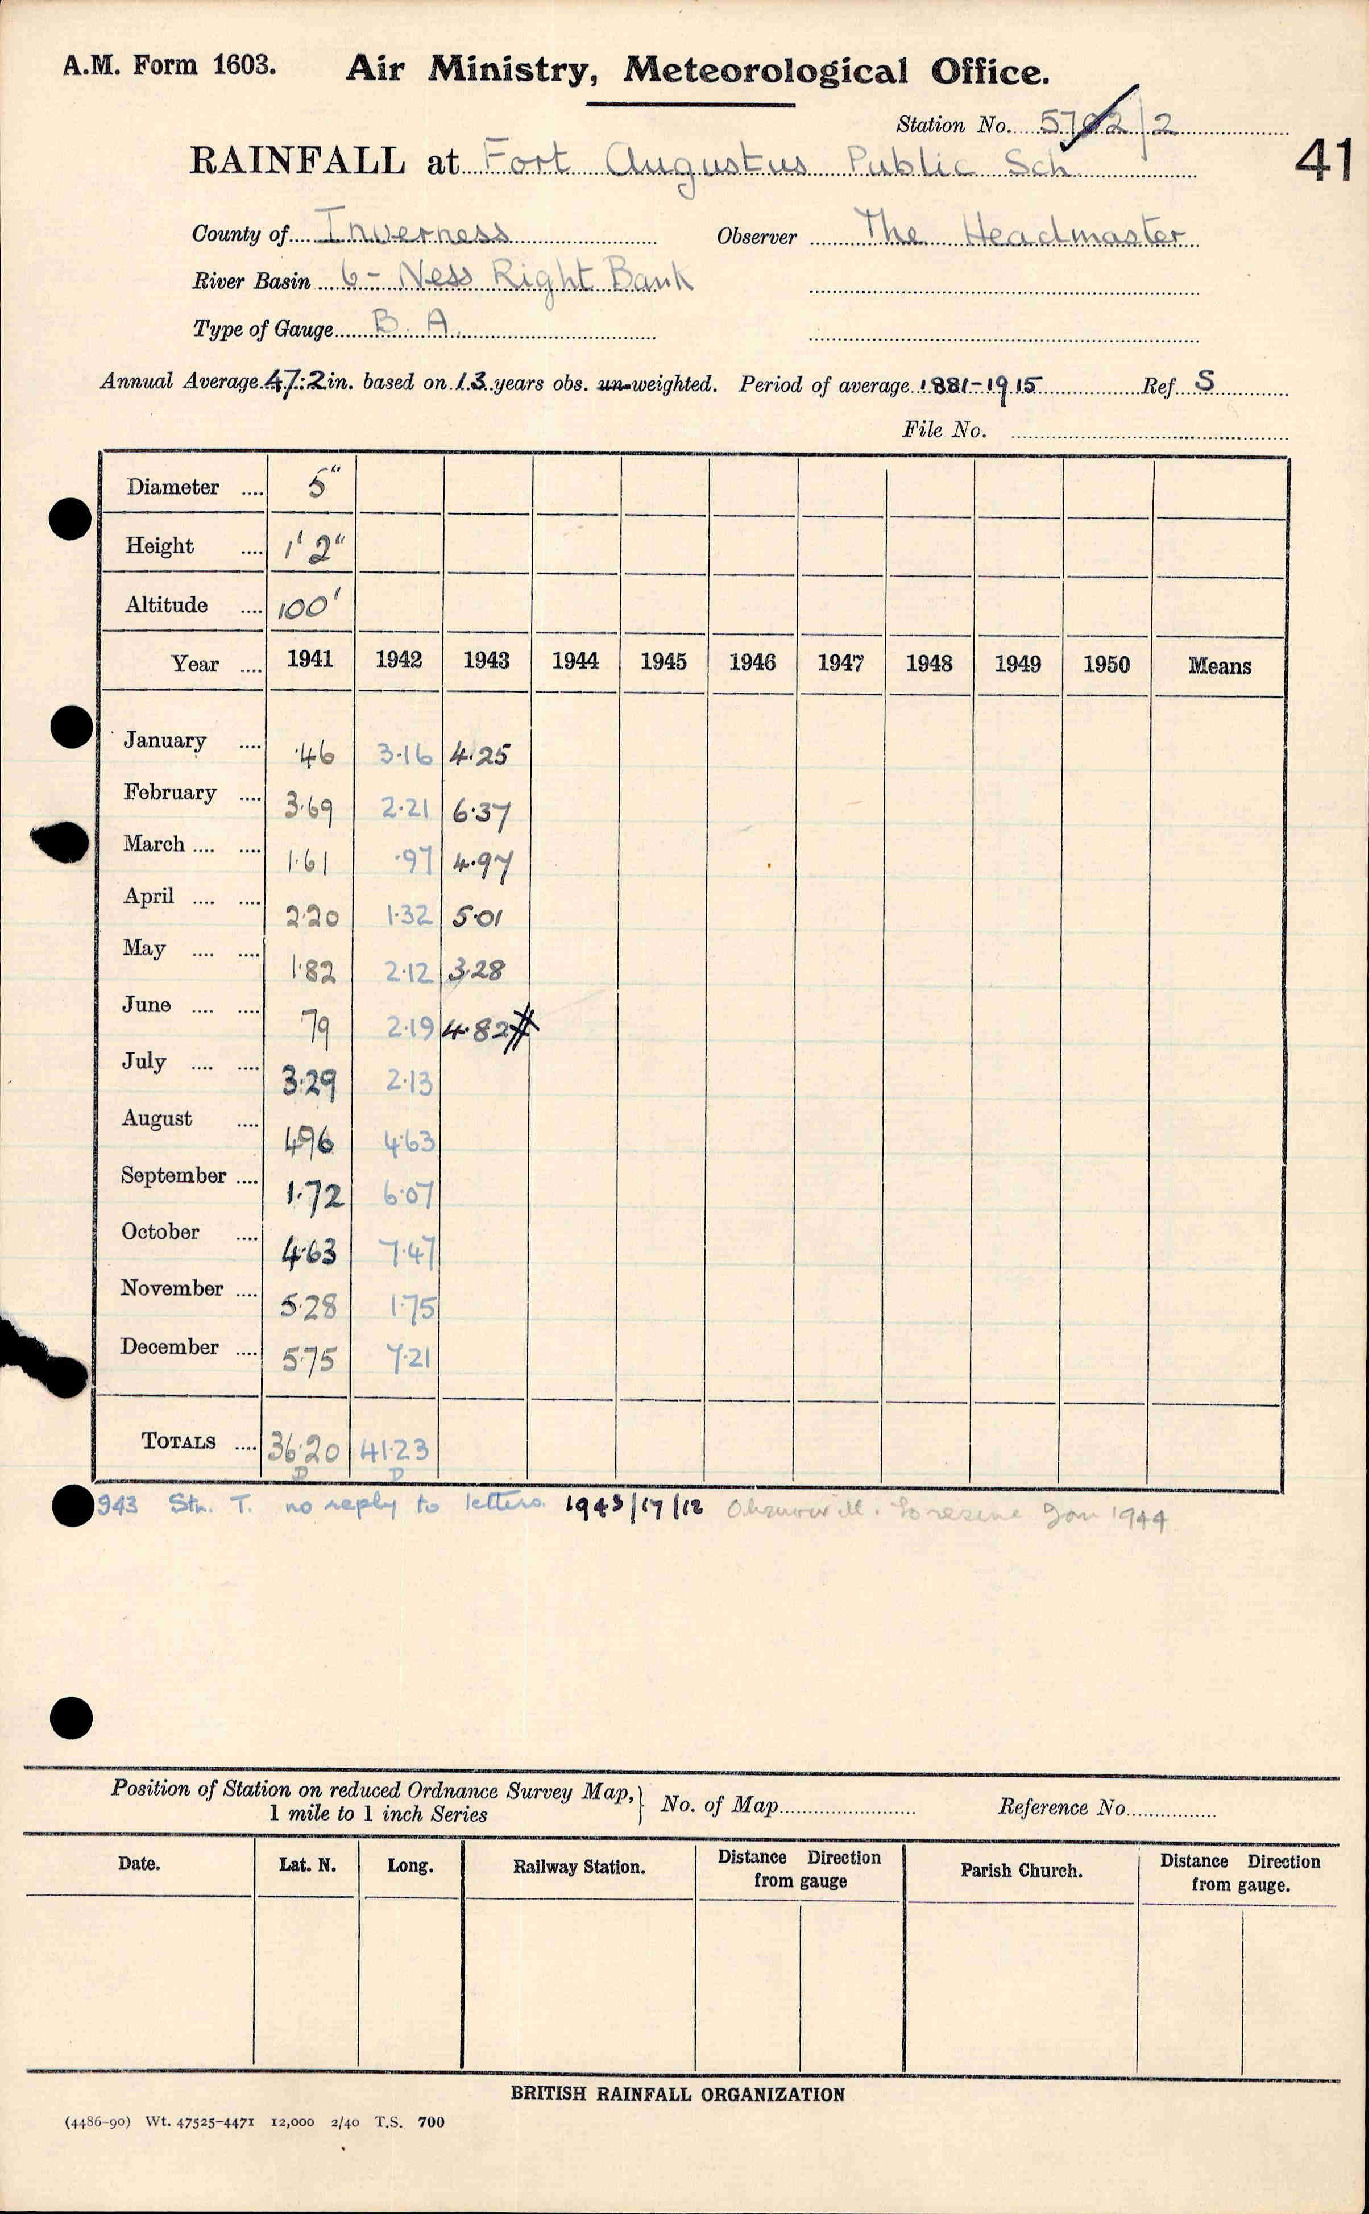 A.M. Form 1603. Air Ministry, Meteorological Office.
Station No. 5702/2
RAINFALL at Fort Augustus Public Sch 41
County of Inverness Observer The Headmaster
River Basin 6 - Ness Right Bank
Type of Gauge B. A.
Annual Average 47.2 in. based on 13 years obs. un-weighted. Period of average 1881-1915 Ref S
File No.
Diameter .... 5"
Height .... 1' 2"
Altitude .... 100'
Year .... 1941 1942 1943 1944 1945 1946 1947 1948 1949 1950 Means
January .... ·46 3·16 4·25
February .... 3·69 2·21 6·37
March .... .... 1·61 ·97 4·97
April .... .... 2·20 1·32 5·01
May .... .... 1·82 2·12 3·28
June .... .... 79 2·19 4·82#
July .... .... 3·29 2·13
August .... 4·96 4·63
September .... 1·72 6·07
October .... 4·63 7·47
November .... 5·28 1·75
December .... 5·75 7·21
TOTALS .... 36·20 41·23
D D
943 Stn. T. no reply to letters. 1943/17/12 Jan 1944
Position of Station on reduced Ordnance Survey Map, } No. of Map Reference No.
1 mile to 1 inch Series
Date. Lat. N. Long. Railway Station. Distance Direction from gauge Parish Church. Distance Direction from gauge.
BRITISH RAINFALL ORGANIZATION
(4486-90) Wt. 47525-4471 12,000 2/40 T.S. 700